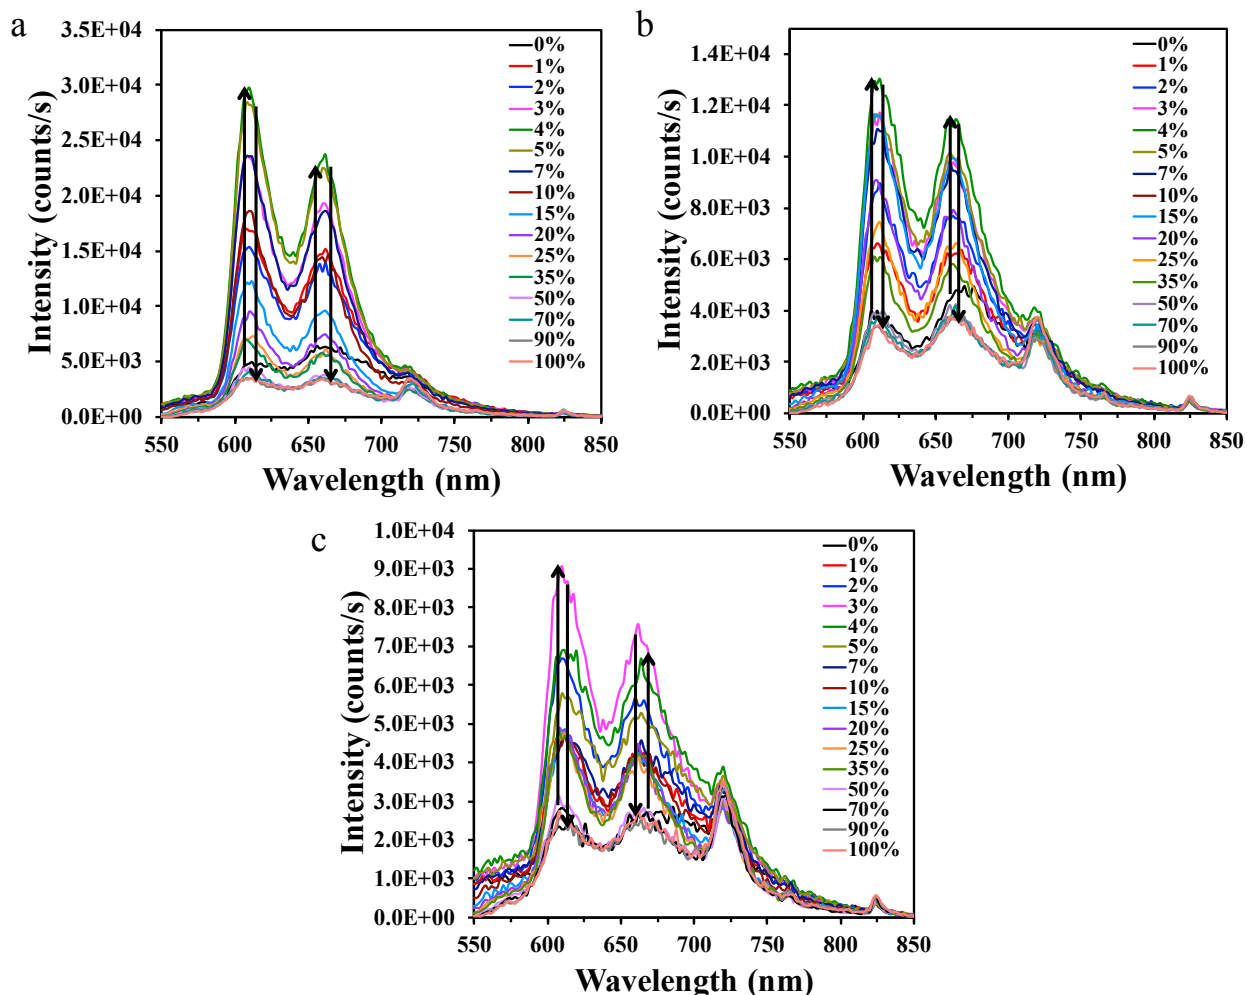 a
3.5E+04
3.0E+04
2.5E+04
2.0E+04
1.5E+04
1.0E+04
5.0E+03
0.0E+00
Intensity (counts/s)
550 600 650 700 750 800 850
Wavelength (nm)
0%
1%
2%
3%
4%
5%
7%
10%
15%
20%
25%
35%
50%
70%
90%
100%
b
1.4E+04
1.2E+04
1.0E+04
8.0E+03
6.0E+03
4.0E+03
2.0E+03
0.0E+00
Intensity (counts/s)
550 600 650 700 750 800 850
Wavelength (nm)
0%
1%
2%
3%
4%
5%
7%
10%
15%
20%
25%
35%
50%
70%
90%
100%
c
1.0E+04
9.0E+03
8.0E+03
7.0E+03
6.0E+03
5.0E+03
4.0E+03
3.0E+03
2.0E+03
1.0E+03
0.0E+00
Intensity (counts/s)
550 600 650 700 750 800 850
Wavelength (nm)
0%
1%
2%
3%
4%
5%
7%
10%
15%
20%
25%
35%
50%
70%
90%
100%